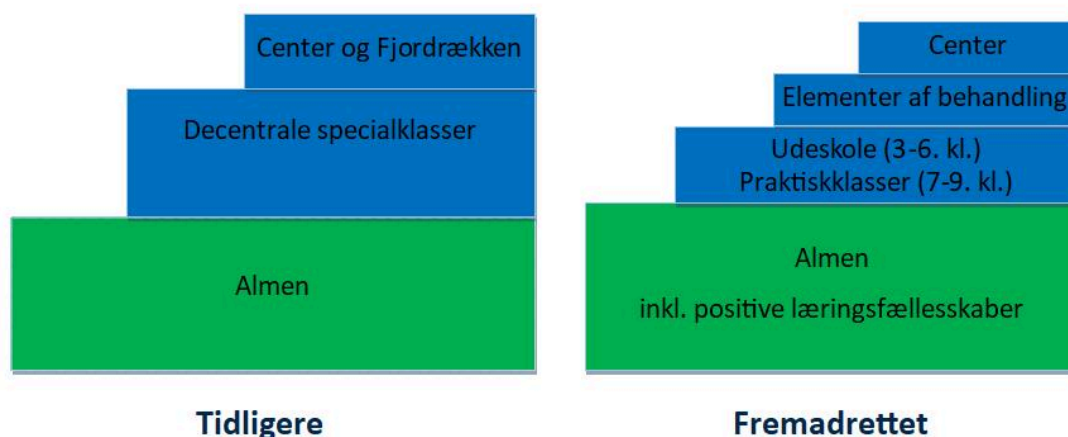 Center og Fjordrækken
Decentrale specialklasser
Almen
Tidligere
Center
Elementer af behandling
Udeskole (3-6. kl.)
Praktiskklasser (7-9. kl.)
Almen
inkl. positive læringsfællesskaber
Fremadrettet